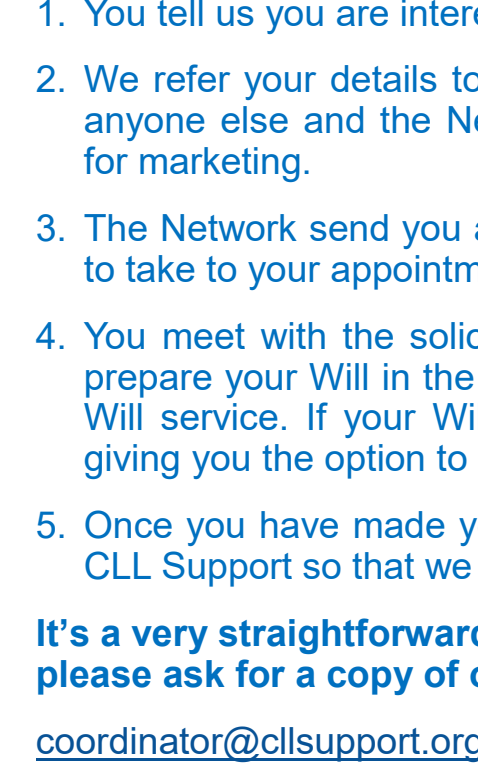 1. You tell us you are intere
2. We refer your details to
anyone else and the Ne
for marketing.
3. The Network send you a
to take to your appointm
4. You meet with the solic
prepare your Will in the
Will service. If your Wi
giving you the option to
5. Once you have made y
CLL Support so that we
It’s a very straightforward
please ask for a copy of o
coordinator@cllsupport.org